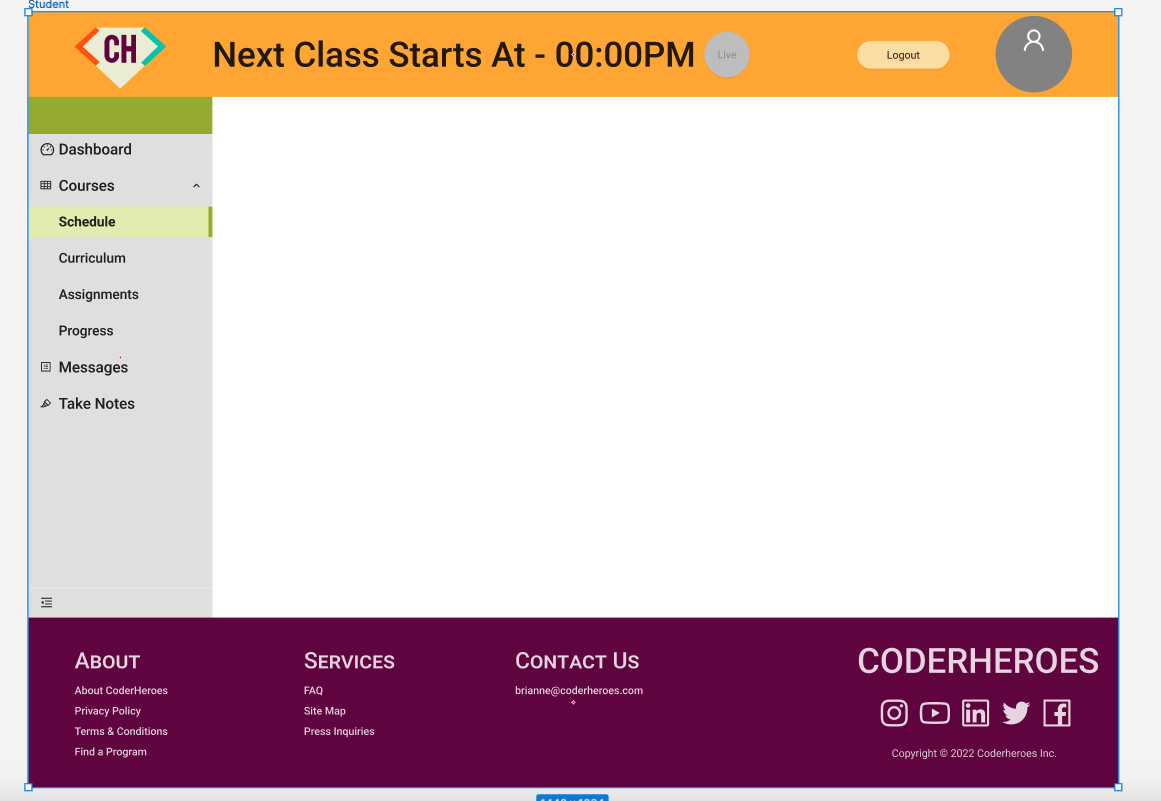 Student
CH
Next Class Starts At - 00:00PM
Live
Logout
Dashboard
Courses
Schedule
Curriculum
Assignments
Progress
Messages
Take Notes
About
About CoderHeroes
Privacy Policy
Terms & Conditions
Find a Program
Services
FAQ
Site Map
Press Inquiries
Contact Us
brianne@coderheroes.com
CODERHEROES
Copyright © 2022 Coderheroes Inc.